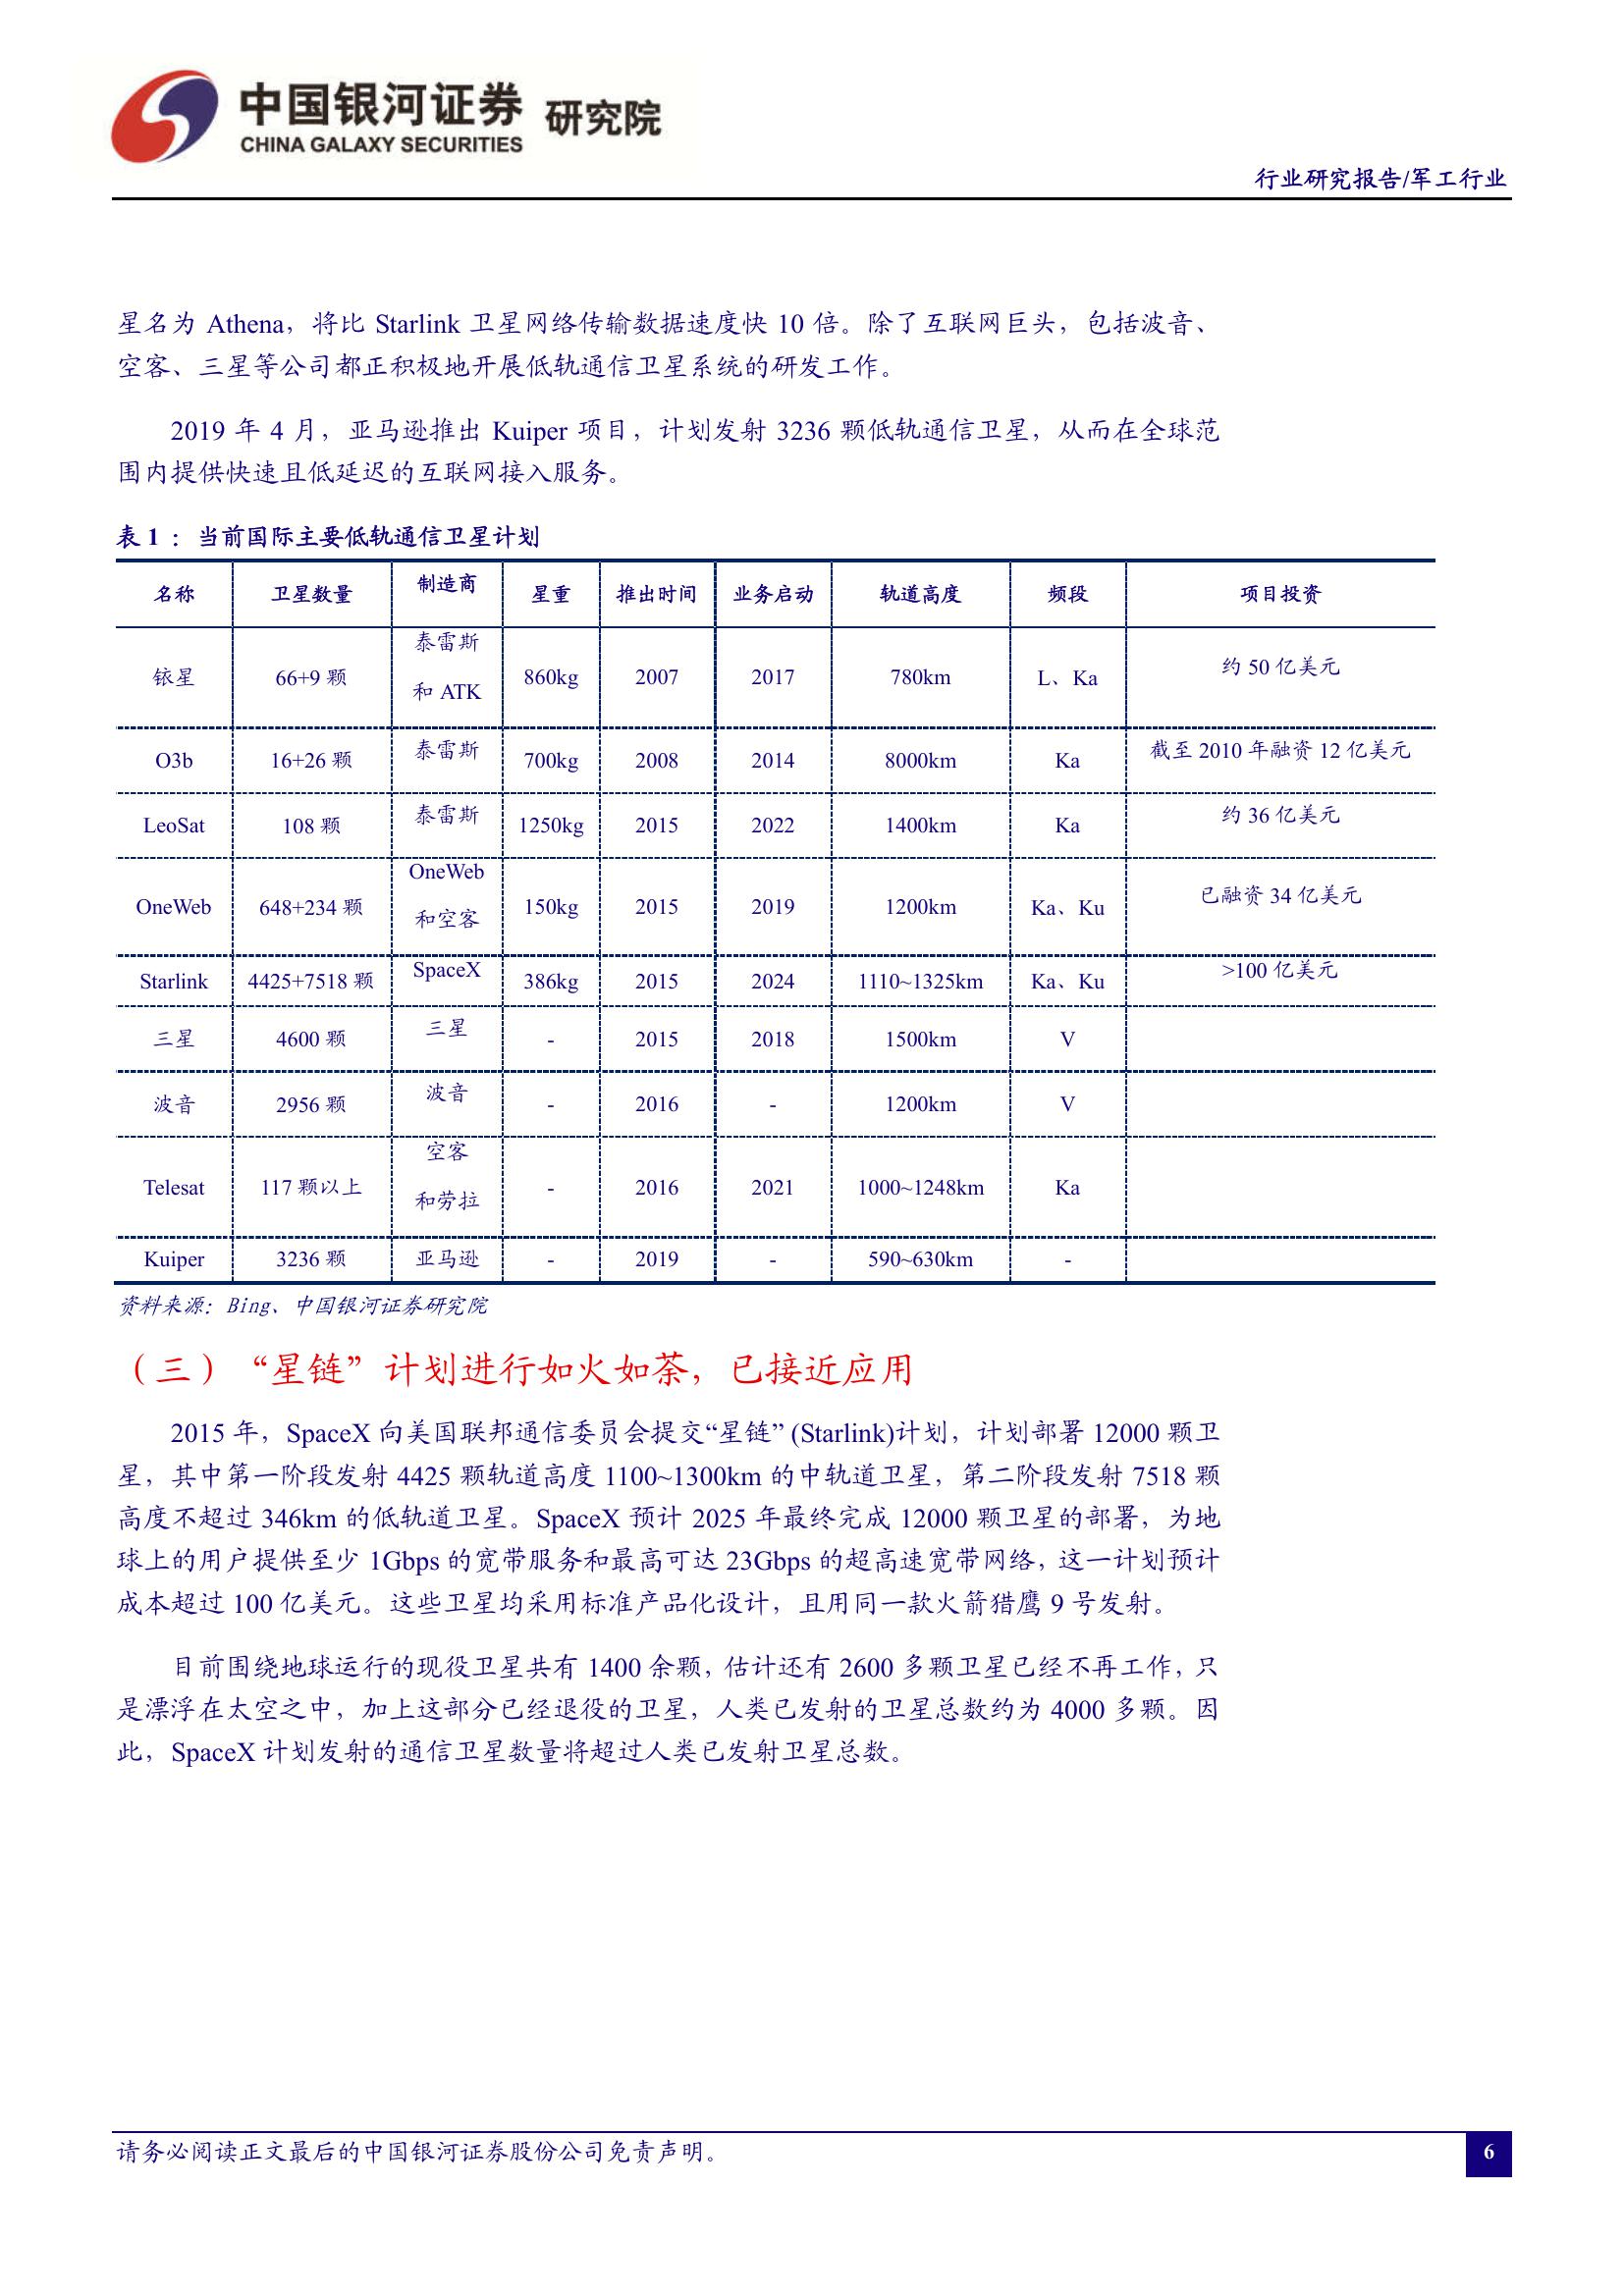 中国银河证券 研究院
CHINA GALAXY SECURITIES
行业研究报告/军工行业
星名为 Athena，将比 Starlink 卫星网络传输数据速度快 10 倍。除了互联网巨头，包括波音、
空客、三星等公司都正积极地开展低轨通信卫星系统的研发工作。
2019 年 4 月，亚马逊推出 Kuiper 项目，计划发射 3236 颗低轨通信卫星，从而在全球范
围内提供快速且低延迟的互联网接入服务。
表 1 ：当前国际主要低轨通信卫星计划
名称 卫星数量 制造商 星重 推出时间 业务启动 轨道高度 频段 项目投资
铱星 66+9 颗 泰雷斯 和 ATK 860kg 2007 2017 780km L、Ka 约 50 亿美元
O3b 16+26 颗 泰雷斯 700kg 2008 2014 8000km Ka 截至 2010 年融资 12 亿美元
LeoSat 108 颗 泰雷斯 1250kg 2015 2022 1400km Ka 约 36 亿美元
OneWeb 648+234 颗 OneWeb 和空客 150kg 2015 2019 1200km Ka、Ku 已融资 34 亿美元
Starlink 4425+7518 颗 SpaceX 386kg 2015 2024 1110~1325km Ka、Ku >100 亿美元
三星 4600 颗 三星 - 2015 2018 1500km V
波音 2956 颗 波音 - 2016 - 1200km V
Telesat 117 颗以上 空客 和劳拉 - 2016 2021 1000~1248km Ka
Kuiper 3236 颗 亚马逊 - 2019 - 590~630km -
资料来源：Bing、中国银河证券研究院
（三）“星链”计划进行如火如荼，已接近应用
2015 年，SpaceX 向美国联邦通信委员会提交“星链” (Starlink)计划，计划部署 12000 颗卫
星，其中第一阶段发射 4425 颗轨道高度 1100~1300km 的中轨道卫星，第二阶段发射 7518 颗
高度不超过 346km 的低轨道卫星。SpaceX 预计 2025 年最终完成 12000 颗卫星的部署，为地
球上的用户提供至少 1Gbps 的宽带服务和最高可达 23Gbps 的超高速宽带网络，这一计划预计
成本超过 100 亿美元。这些卫星均采用标准产品化设计，且用同一款火箭猎鹰 9 号发射。
目前围绕地球运行的现役卫星共有 1400 余颗，估计还有 2600 多颗卫星已经不再工作，只
是漂浮在太空之中，加上这部分已经退役的卫星，人类已发射的卫星总数约为 4000 多颗。因
此，SpaceX 计划发射的通信卫星数量将超过人类已发射卫星总数。
请务必阅读正文最后的中国银河证券股份公司免责声明。
6